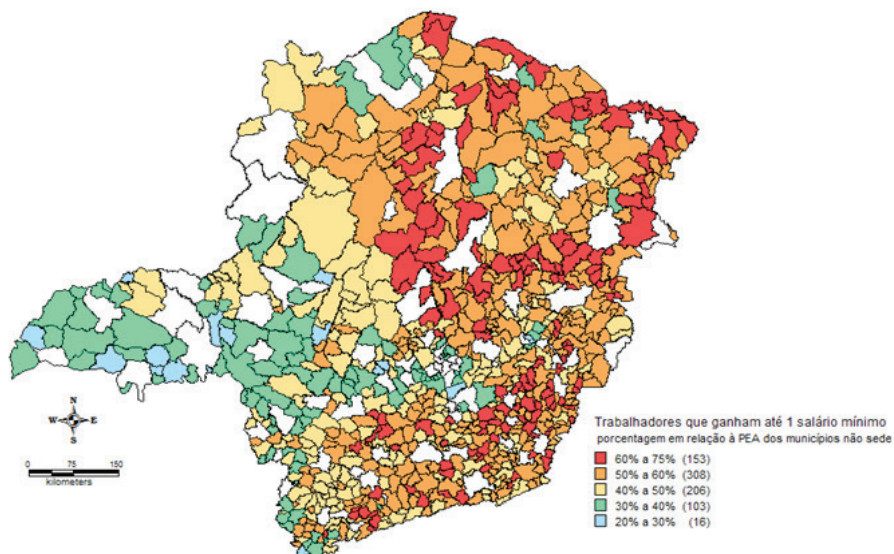 N
W E
S
0 75 150
kilometers
Trabalhadores que ganham até 1 salário mínimo
porcentagem em relação à PEA dos municípios não sede
60% a 75% (153)
50% a 60% (308)
40% a 50% (206)
30% a 40% (103)
20% a 30% (16)